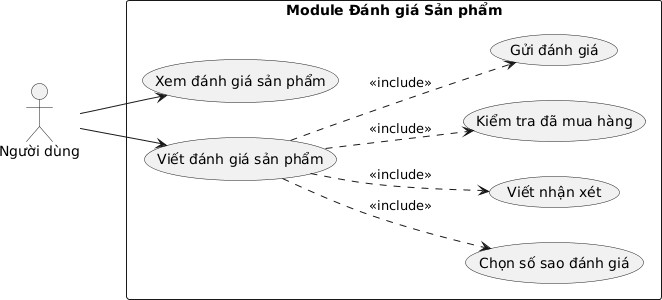 Module Đánh giá Sản phẩm
Gửi đánh giá
Xem đánh giá sản phẩm
«include»
Kiểm tra đã mua hàng
«include»
Người dùng
Viết đánh giá sản phẩm
«include»
Viết nhận xét
«include»
Chọn số sao đánh giá